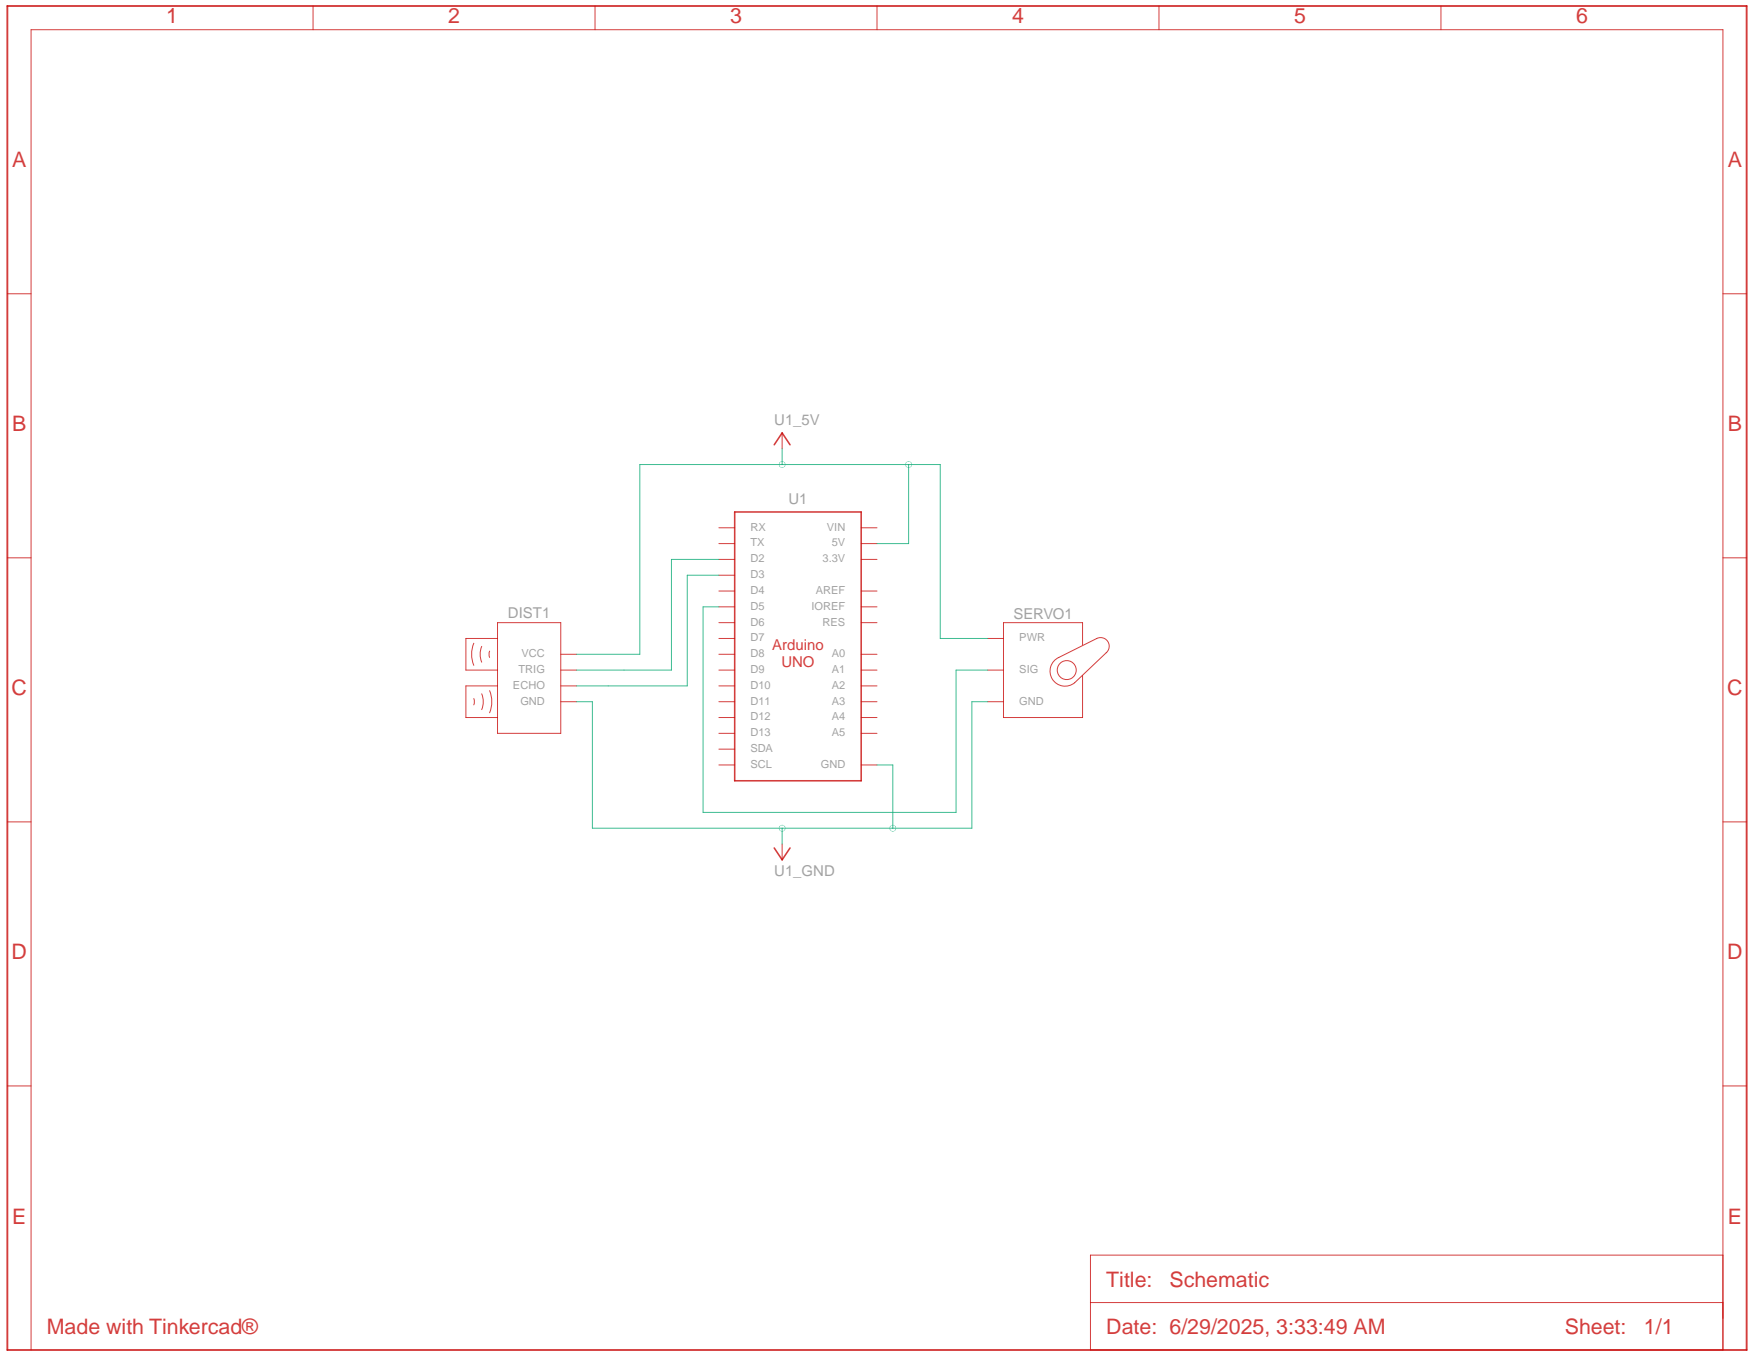 1 2 3 4 5 6
A A
B B
C C
D D
E E
U1_5V
U1
RX VIN
TX 5V
D2 3.3V
D3
D4 AREF
D5 IOREF
D6 RES
D7
Arduino
UNO
D8 A0
D9 A1
D10 A2
D11 A3
D12 A4
D13 A5
SDA
SCL GND
DIST1
VCC
TRIG
ECHO
GND
SERVO1
PWR
SIG
GND
U1_GND
Title: Schematic
Date: 6/29/2025, 3:33:49 AM Sheet: 1/1
Made with Tinkercad®